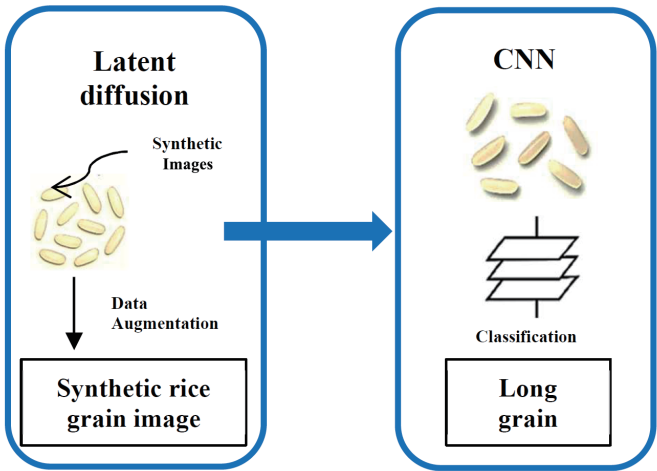 Latent
diffusion
Synthetic
Images
Data
Augmentation
Synthetic rice
grain image
CNN
Classification
Long
grain